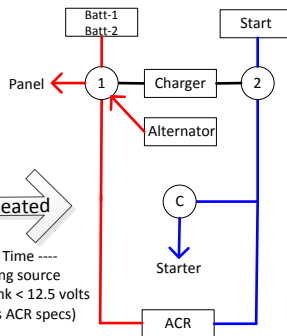 Batt-1
Batt-2
Start
Panel
1
Charger
2
Alternator
eated
C
Time ----
ng source
nk < 12.5 volts
s ACR specs)
Starter
ACR